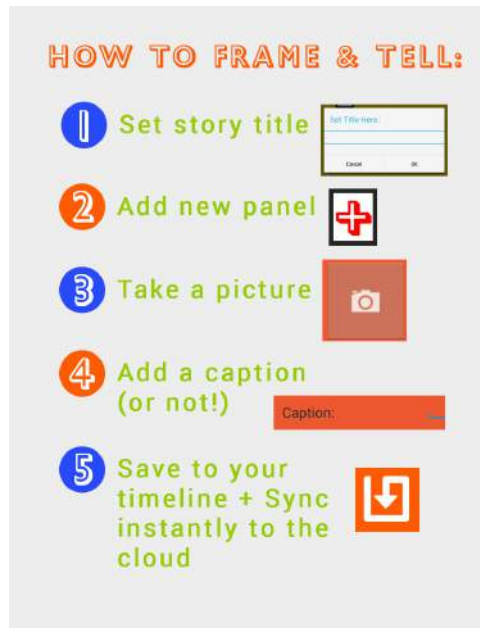 HOW TO FRAME & TELL:
1 Set story title
Set Title Here:
Cancel OK
2 Add new panel
3 Take a picture
4 Add a caption
(or not!)
Caption:
5 Save to your
timeline + Sync
instantly to the
cloud